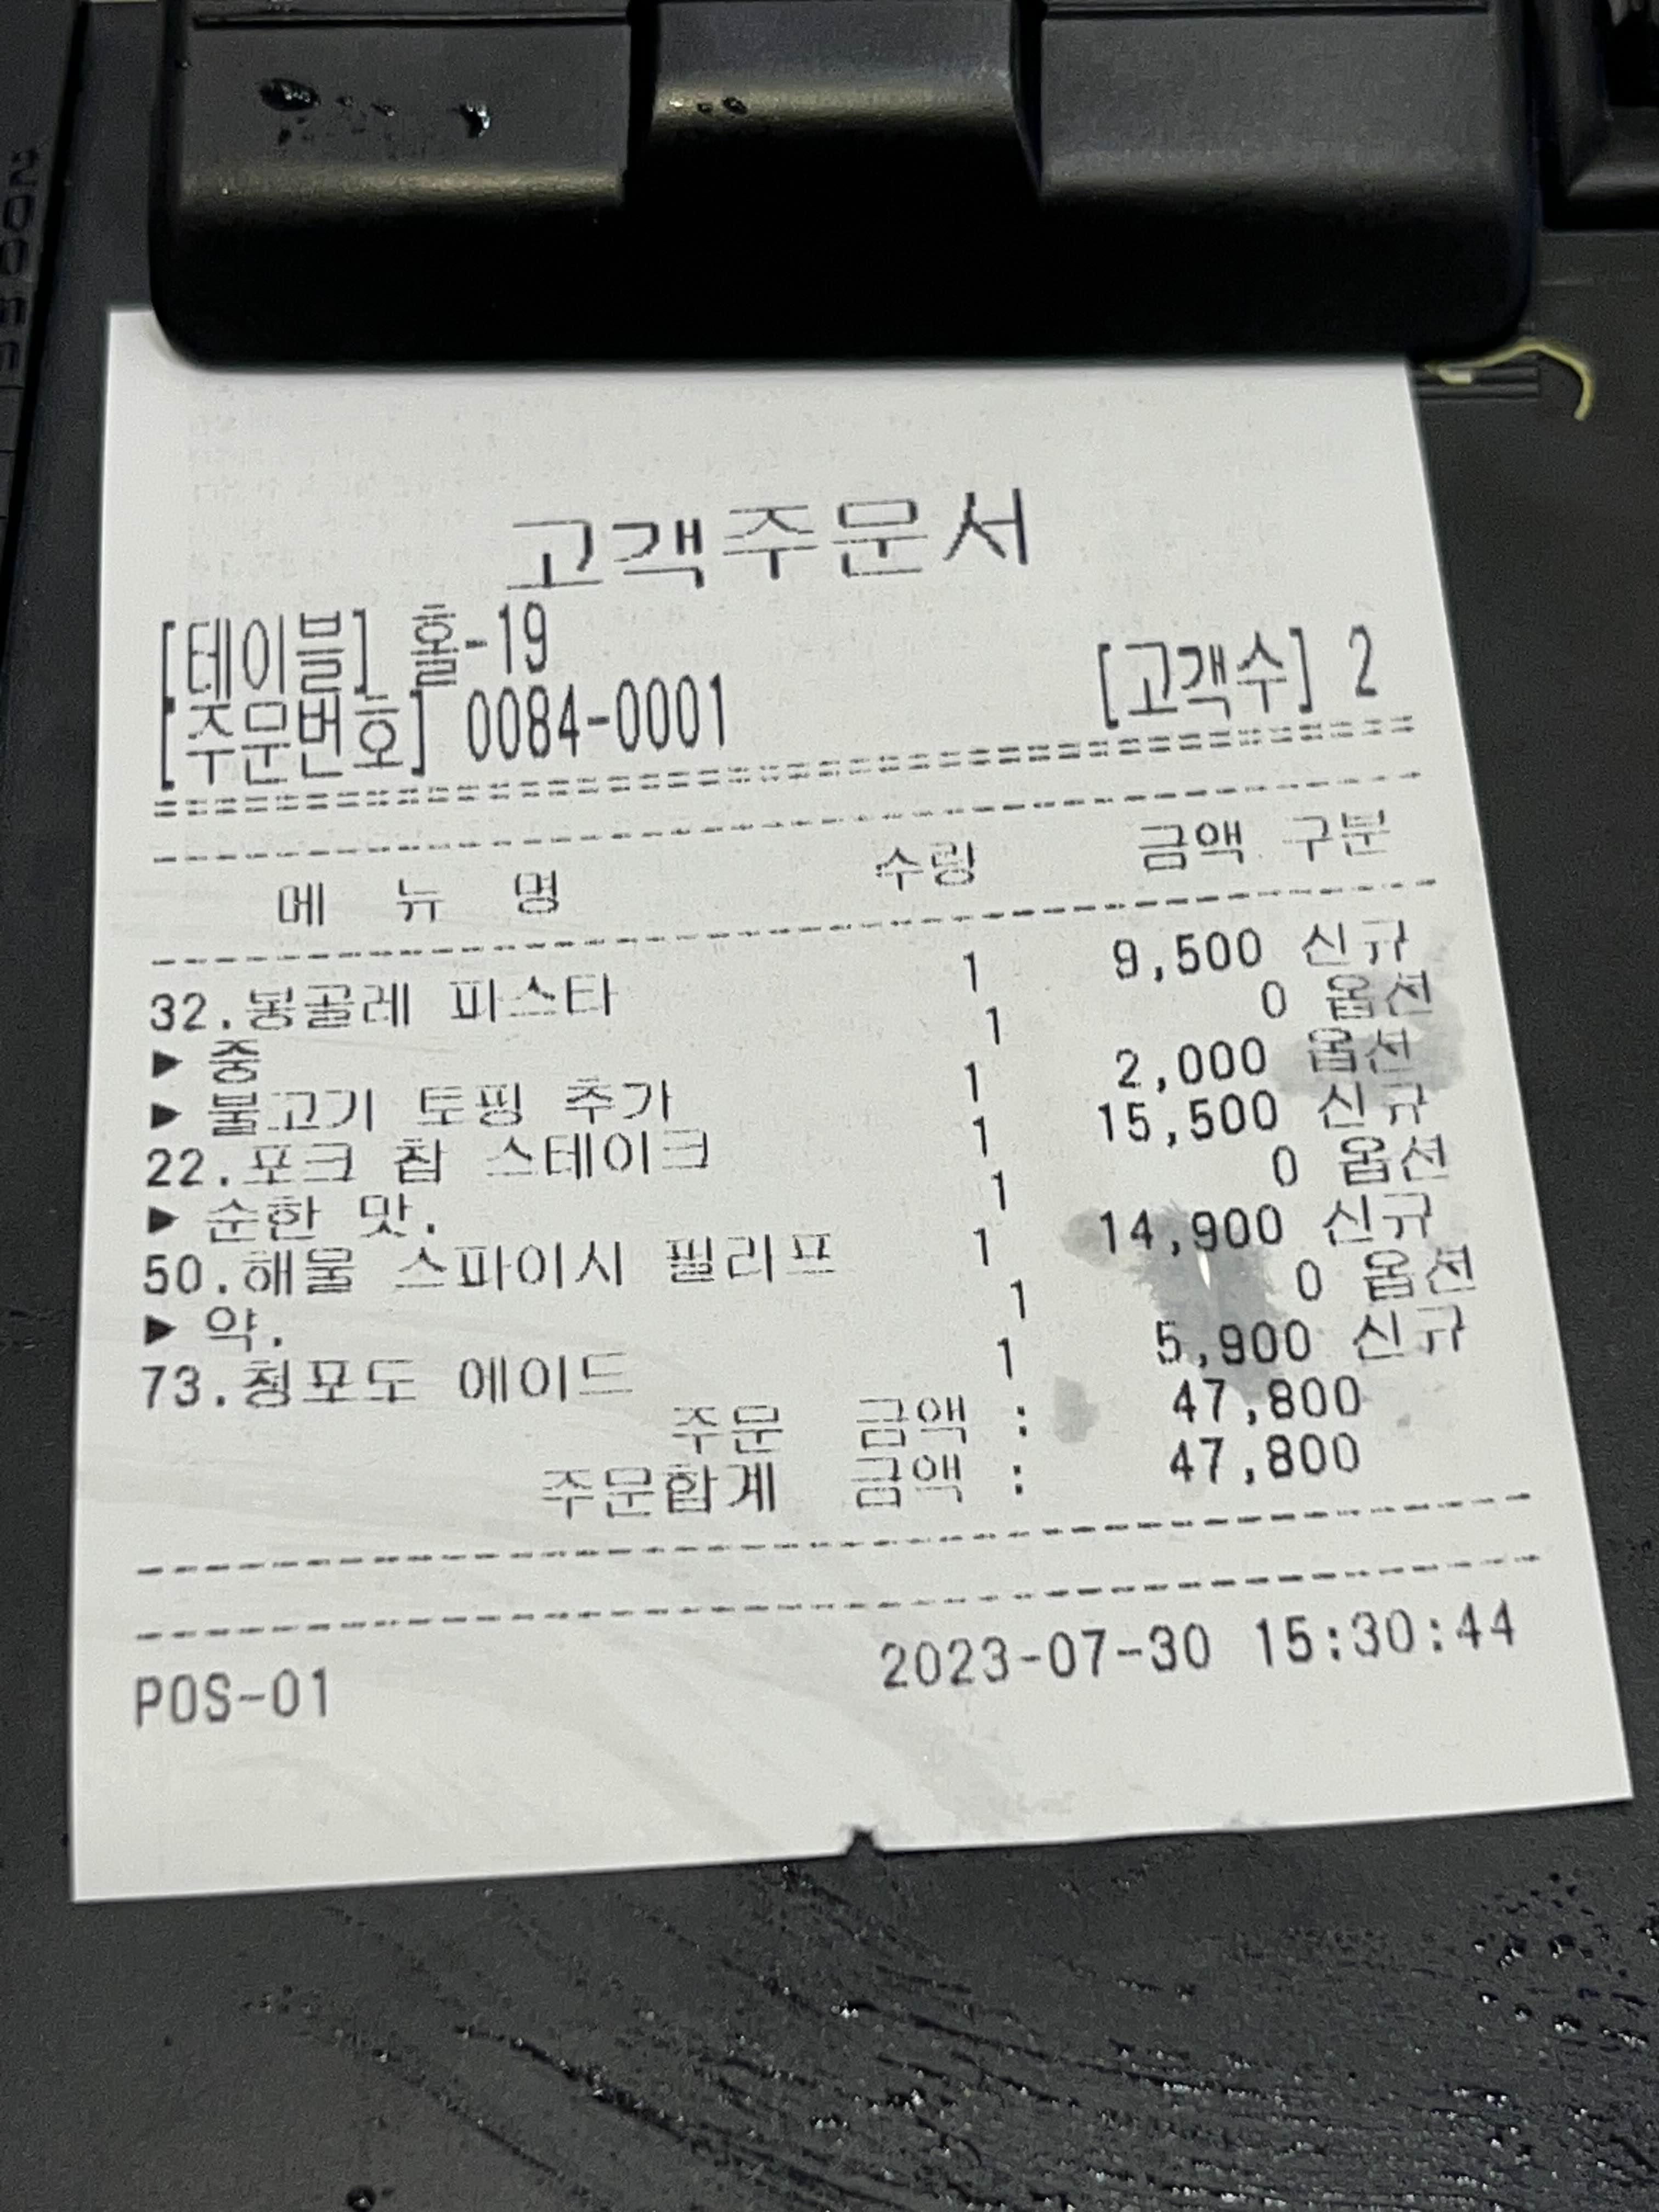 고객주문서
[테이블] 홀-19
[주문번호] 0084-0001 [고객수] 2
메 뉴 명 수량 금액 구분
32.봉골레 파스타 1 9,500 신규
▶ 중 1 0 옵션
▶ 불고기 토핑 추가 1 2,000 옵션
22.포크 찹 스테이크 1 15,500 신규
▶ 순한 맛. 1 0 옵션
50.해물 스파이시 필라프 1 14,900 신규
▶ 약. 1 0 옵션
73.청포도 에이드 1 5,900 신규
주문 금액 : 47,800
주문합계 금액 : 47,800
POS-01 2023-07-30 15:30:44